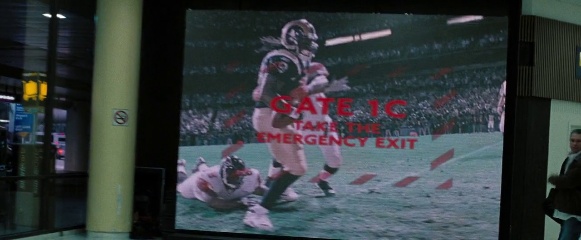 GATE 1C
TAKE THE
EMERGENCY EXIT